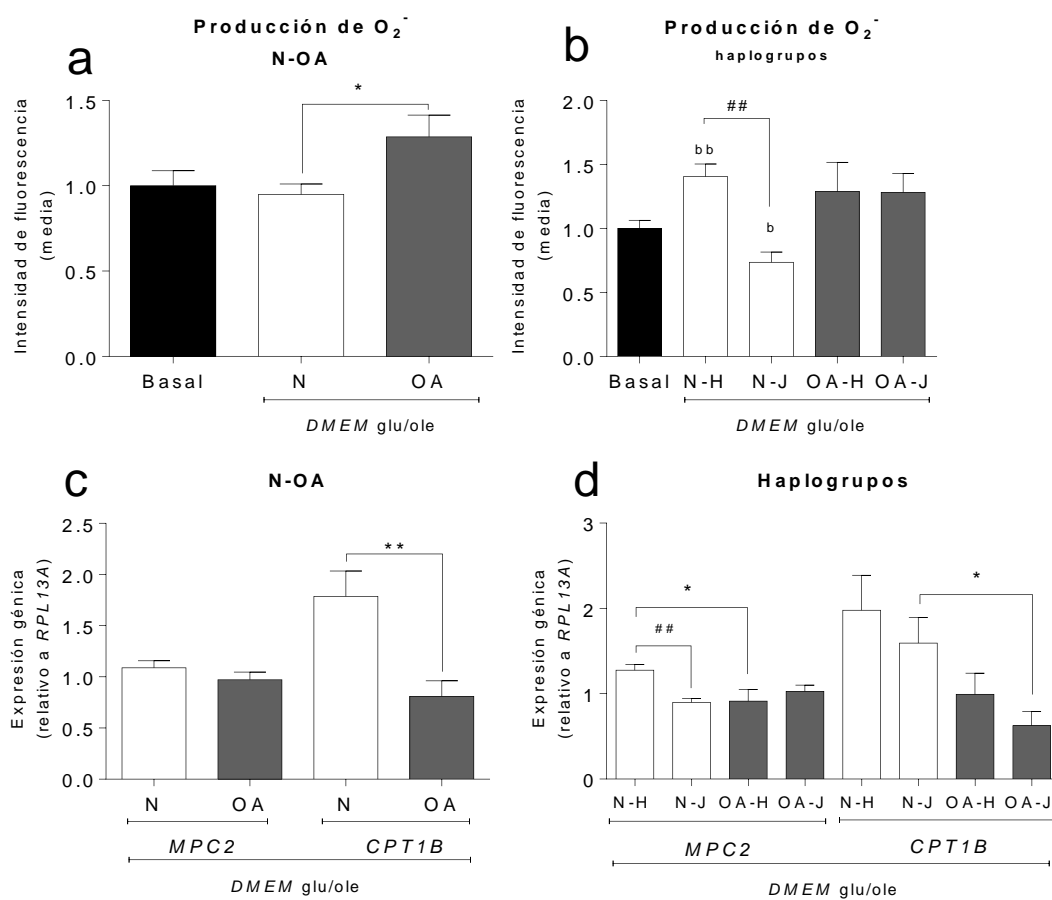 a
Producción de O2-
N-OA
Intensidad de fluorescencia
(media)
1.5
1.0
0.5
0.0
*
Basal
N
OA
DMEM glu/ole
b
Producción de O2-
haplogrupos
Intensidad de fluorescencia
(media)
2.0
1.5
1.0
0.5
0.0
##
bb
b
Basal
N-H
N-J
OA-H
OA-J
DMEM glu/ole
c
N-OA
Expresión génica
(relativo a RPL13A)
2.5
2.0
1.5
1.0
0.5
0.0
**
N
OA
N
OA
MPC2
CPT1B
DMEM glu/ole
d
Haplogrupos
Expresión génica
(relativo a RPL13A)
3
2
1
0
*
##
*
N-H
N-J
OA-H
OA-J
N-H
N-J
OA-H
OA-J
MPC2
CPT1B
DMEM glu/ole